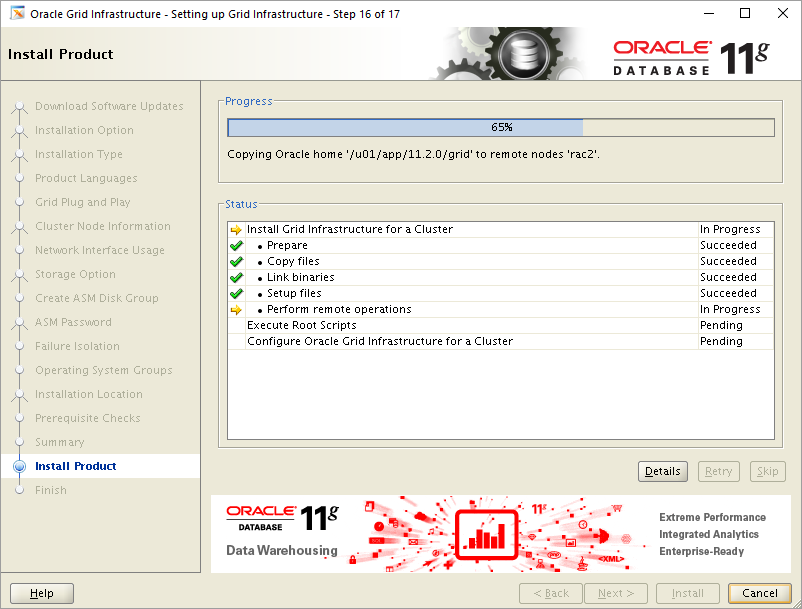 Oracle Grid Infrastructure - Setting up Grid Infrastructure - Step 16 of 17
Install Product
ORACLE
DATABASE 11g
Download Software Updates
Installation Option
Installation Type
Product Languages
Grid Plug and Play
Cluster Node Information
Network Interface Usage
Storage Option
Create ASM Disk Group
ASM Password
Failure Isolation
Operating System Groups
Installation Location
Prerequisite Checks
Summary
Install Product
Finish
Progress
65%
Copying Oracle home '/u01/app/11.2.0/grid' to remote nodes 'rac2'.
Status
Install Grid Infrastructure for a Cluster In Progress
• Prepare Succeeded
• Copy files Succeeded
• Link binaries Succeeded
• Setup files Succeeded
• Perform remote operations In Progress
Execute Root Scripts Pending
Configure Oracle Grid Infrastructure for a Cluster Pending
Details Retry Skip
ORACLE
DATABASE 11g
Data Warehousing
11g
<XML>
Extreme Performance
Integrated Analytics
Enterprise-Ready
Help < Back Next > Install Cancel